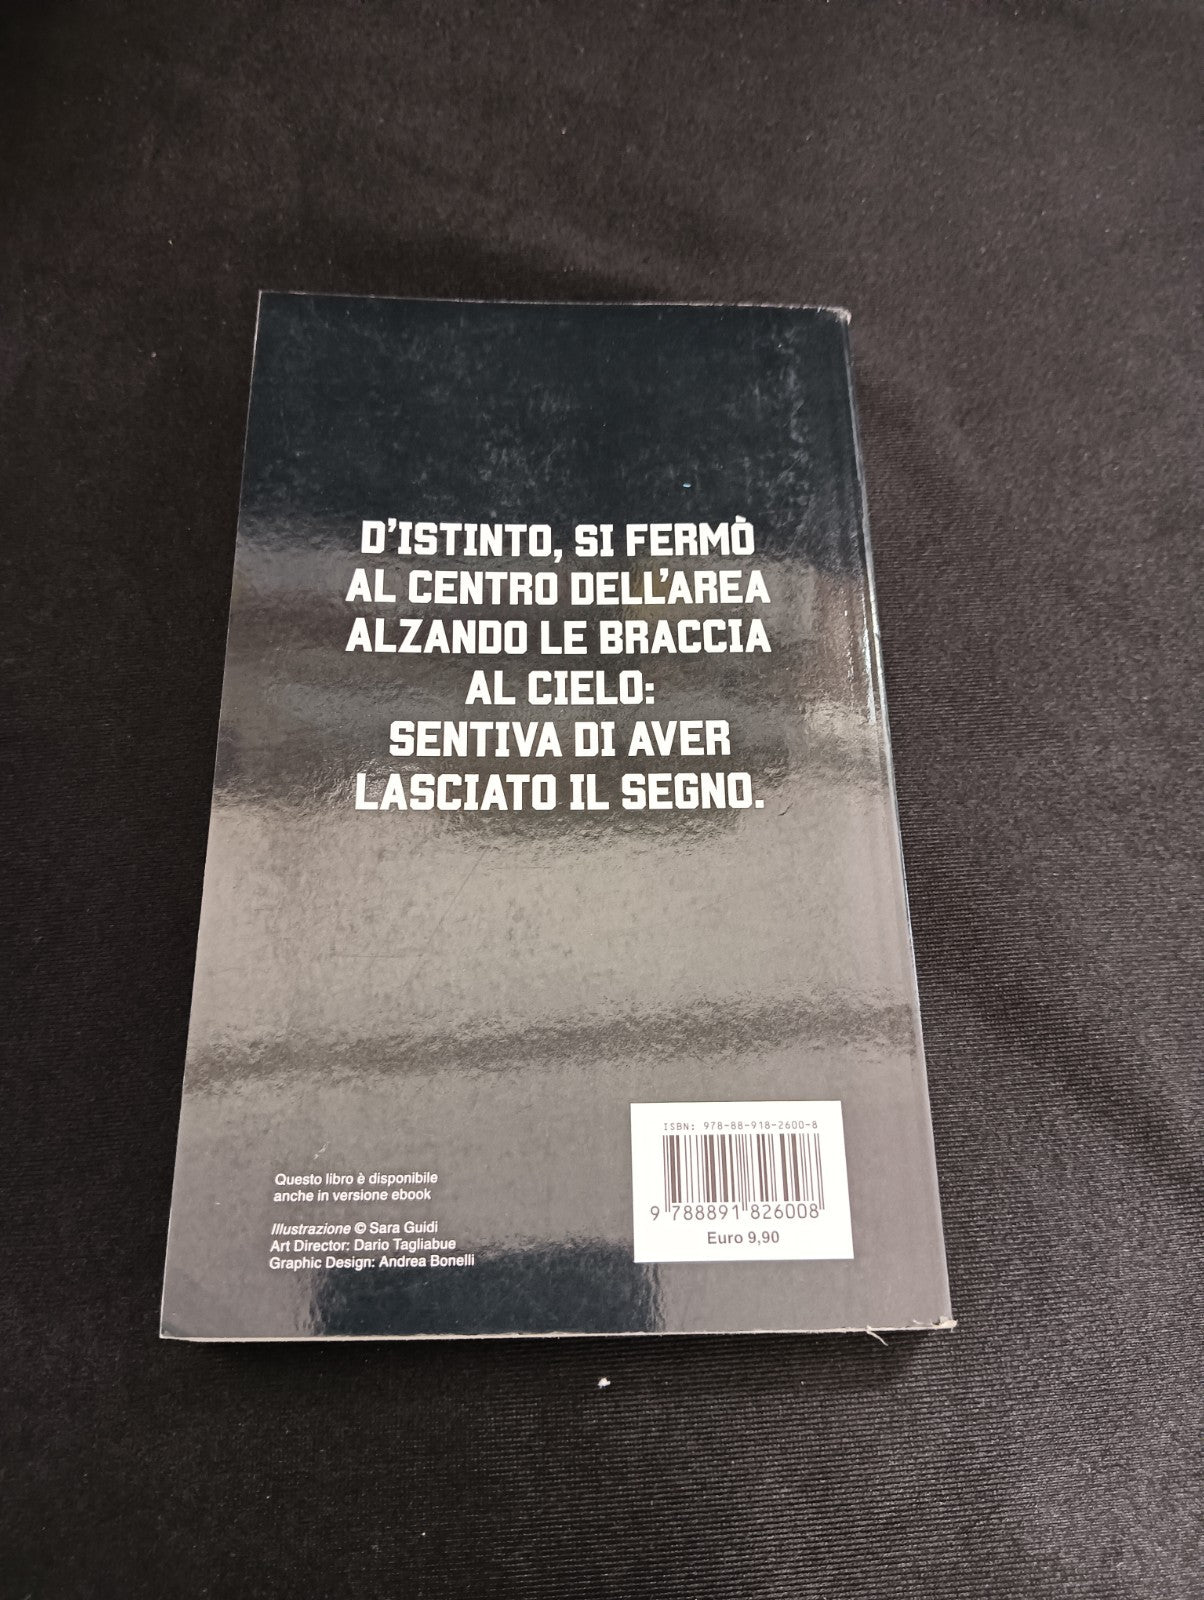 D'ISTINTO, SI FERMÒ
AL CENTRO DELL'AREA
ALZANDO LE BRACCIA
AL CIELO:
SENTIVA DI AVER
LASCIATO IL SEGNO.
ISBN: 978-88-918-2600-8
9 788891 826008
Euro 9,90
Questo libro è disponibile
anche in versione ebook
Illustrazione © Sara Guidi
Art Director: Dario Tagliabue
Graphic Design: Andrea Bonelli